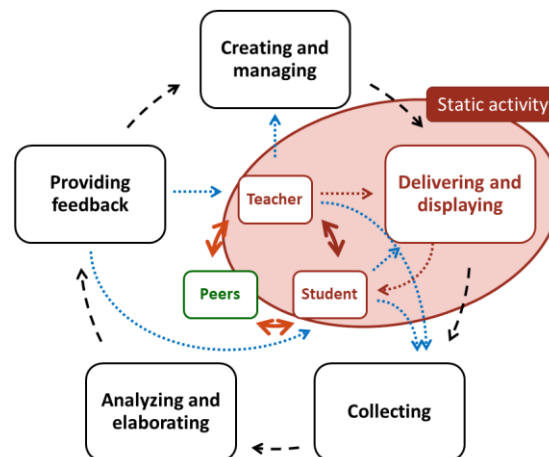 Creating and
managing
Static activity
Providing
feedback
Teacher
Delivering and
displaying
Peers
Student
Analyzing and
elaborating
Collecting